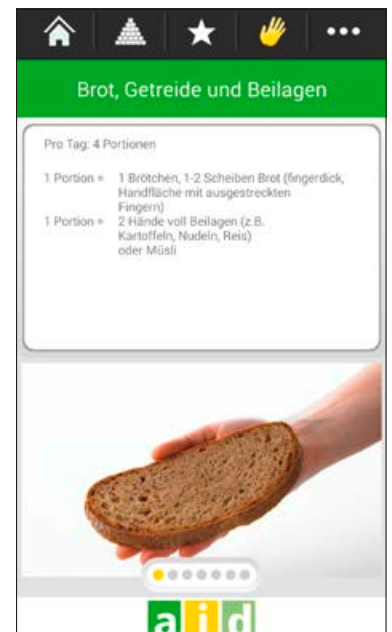 Brot, Getreide und Beilagen
Pro Tag: 4 Portionen
1 Portion = 1 Brötchen, 1-2 Scheiben Brot (fingerdick,
Handfläche mit ausgestreckten
Fingern)
1 Portion = 2 Hände voll Beilagen (z.B.
Kartoffeln, Nudeln, Reis)
oder Müsli
aid